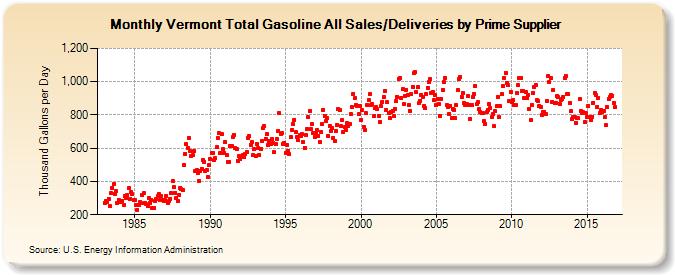 Monthly Vermont Total Gasoline All Sales/Deliveries by Prime Supplier
Thousand Gallons per Day
1,200
1,000
800
600
400
200
1985 1990 1995 2000 2005 2010 2015
Source: U.S. Energy Information Administration